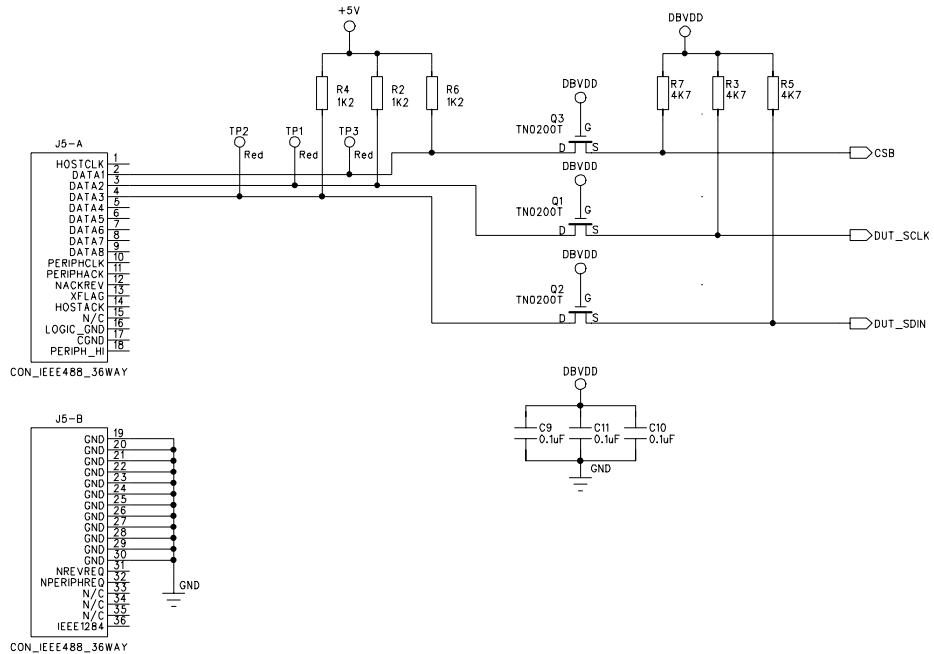 +5V
DBVDD
R4
1K2
R2
1K2
R6
1K2
DBVDD
R7
4K7
R3
4K7
R5
4K7
Q3
TN0200T
G
D
S
TP2
Red
TP1
Red
TP3
Red
CSB
J5-A
HOSTCLK 1
DATA1 2
DATA2 3
DATA3 4
DATA4 5
DATA5 6
DATA6 7
DATA7 8
DATA8 9
PERIPHCLK 10
PERIPHACK 11
NACKREV 12
XFLAG 13
HOSTACK 14
N/C 15
LOGIC_GND 16
CGND 17
PERIPH_HI 18
CON_IEEE488_36WAY
DBVDD
Q1
TN0200T
G
D
S
DUT_SCLK
DBVDD
Q2
TN0200T
G
D
S
DUT_SDIN
DBVDD
C9
0.1uF
C11
0.1uF
C10
0.1uF
GND
J5-B
GND 19
GND 20
GND 21
GND 22
GND 23
GND 24
GND 25
GND 26
GND 27
GND 28
GND 29
GND 30
NREVREQ 31
NPERIPHREQ 32
N/C 33
N/C 34
N/C 35
IEEE1284 36
GND
CON_IEEE488_36WAY